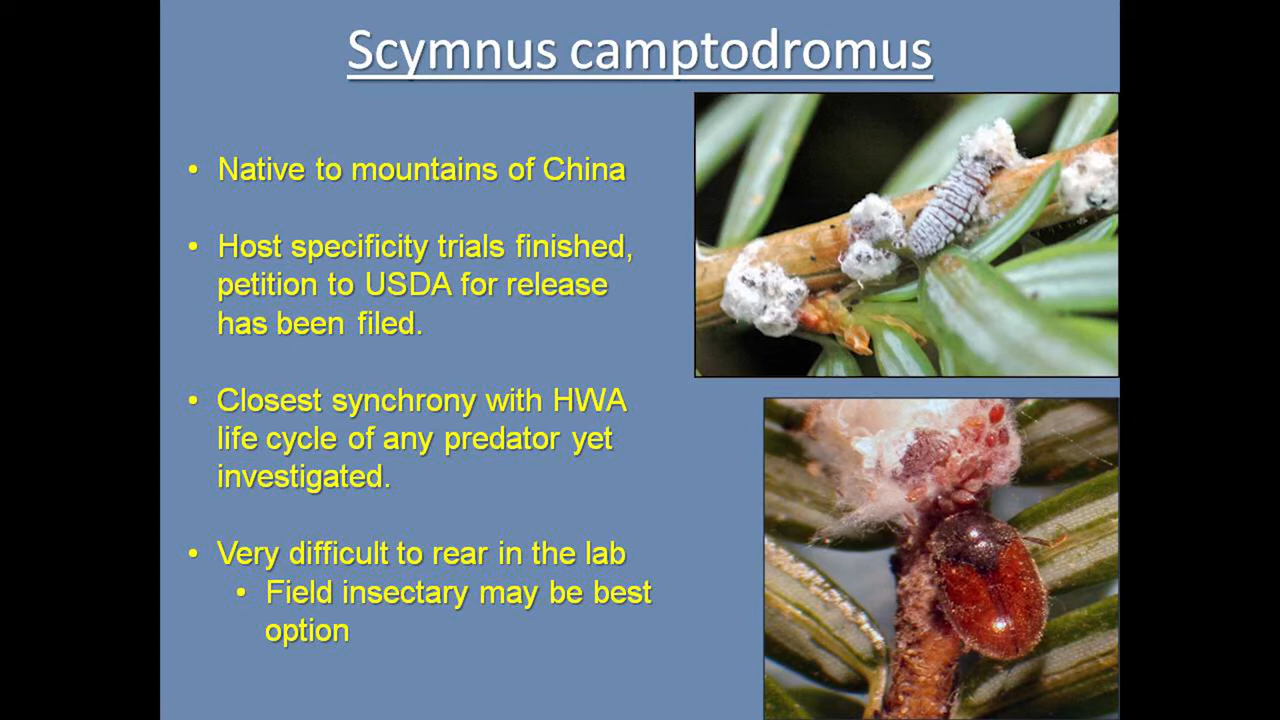 Scymnus camptodromus
• Native to mountains of China
• Host specificity trials finished,
petition to USDA for release
has been filed.
• Closest synchrony with HWA
life cycle of any predator yet
investigated.
• Very difficult to rear in the lab
• Field insectary may be best
option